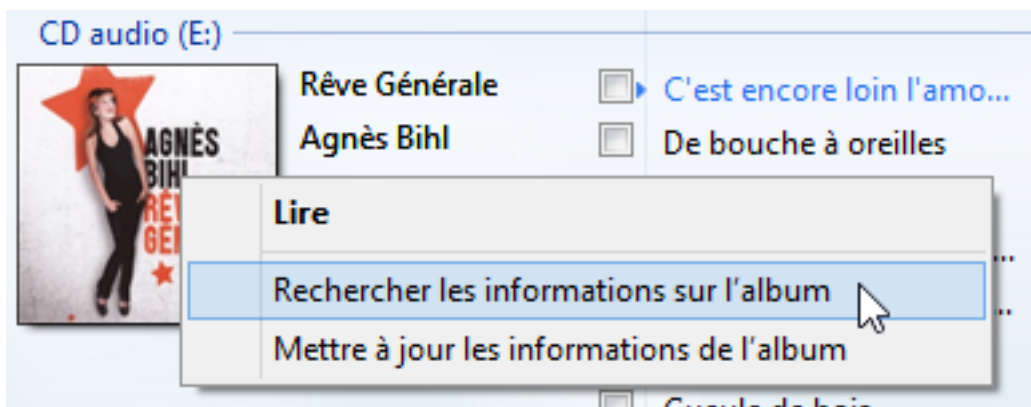 CD audio (E:)
Rêve Générale
C'est encore loin l'amo...
Agnès Bihl
De bouche à oreilles
AGNÈS
BIHL
Lire
Rechercher les informations sur l'album
Mettre à jour les informations de l'album